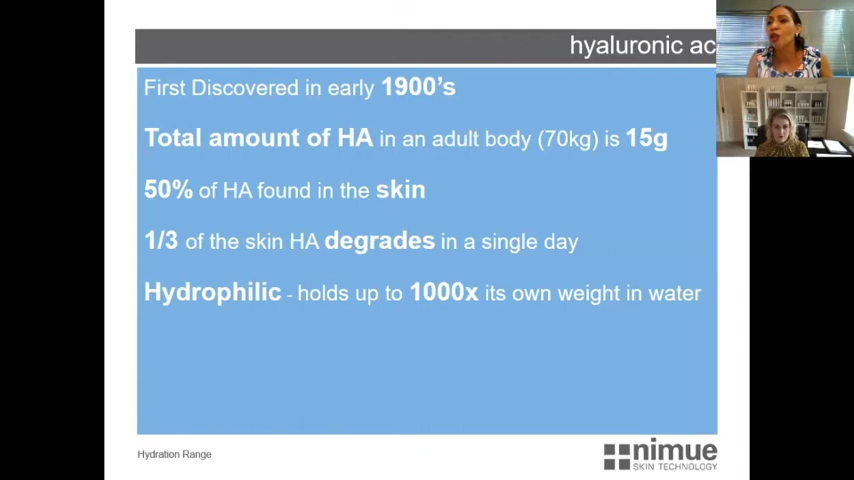 hyaluronic ac
First Discovered in early 1900's
Total amount of HA in an adult body (70kg) is 15g
50% of HA found in the skin
1/3 of the skin HA degrades in a single day
Hydrophilic - holds up to 1000x its own weight in water
Hydration Range
nimue
SKIN TECHNOLOGY